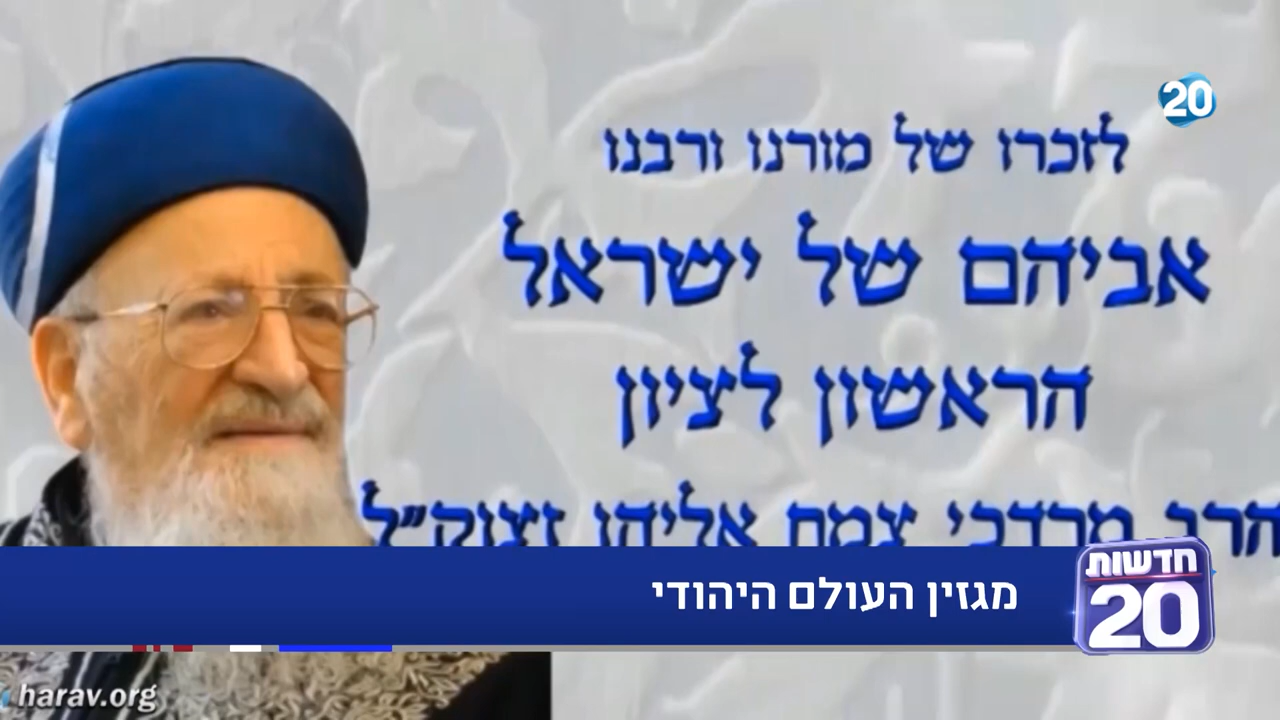 20
לזכרו של מורנו ורבנו
אביהם של ישראל
הראשון לציון
הרב מרדכי צמח אליהו זצוק"ל
מגזין העולם היהודי
חדשות
20
harav.org